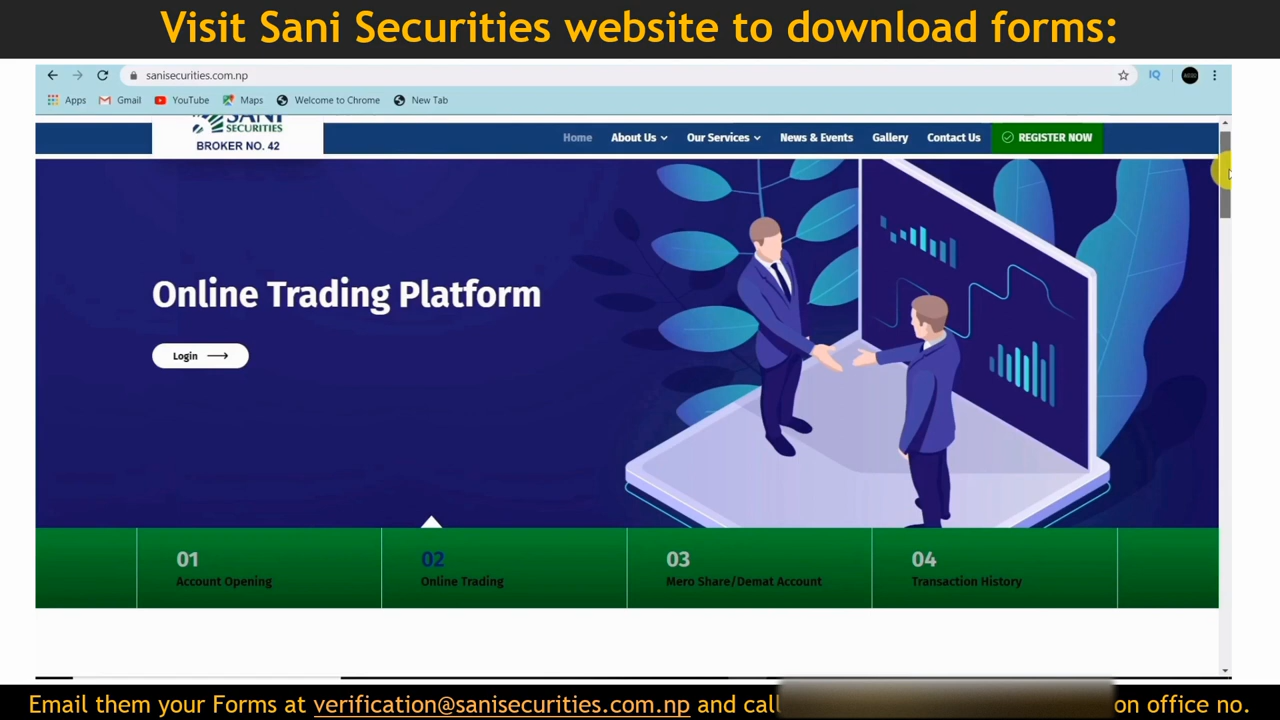 Visit Sani Securities website to download forms:
sanisecurities.com.np
IQ
Apps Gmail YouTube Maps Welcome to Chrome New Tab
SANI
SECURITIES
BROKER NO. 42
Home About Us Our Services News & Events Gallery Contact Us REGISTER NOW
Online Trading Platform
Login
01 02 03 04
Account Opening Online Trading Mero Share/Demat Account Transaction History
Email them your Forms at verification@sanisecurities.com.np and call on office no.